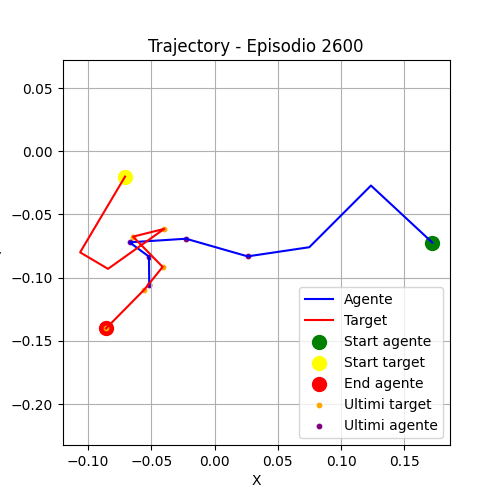 Trajectory - Episodio 2600
0.05
0.00
−0.05
−0.10
−0.15
−0.20
−0.10
−0.05
0.00
0.05
0.10
0.15
X
Agente
Target
Start agente
Start target
End agente
Ultimi target
Ultimi agente